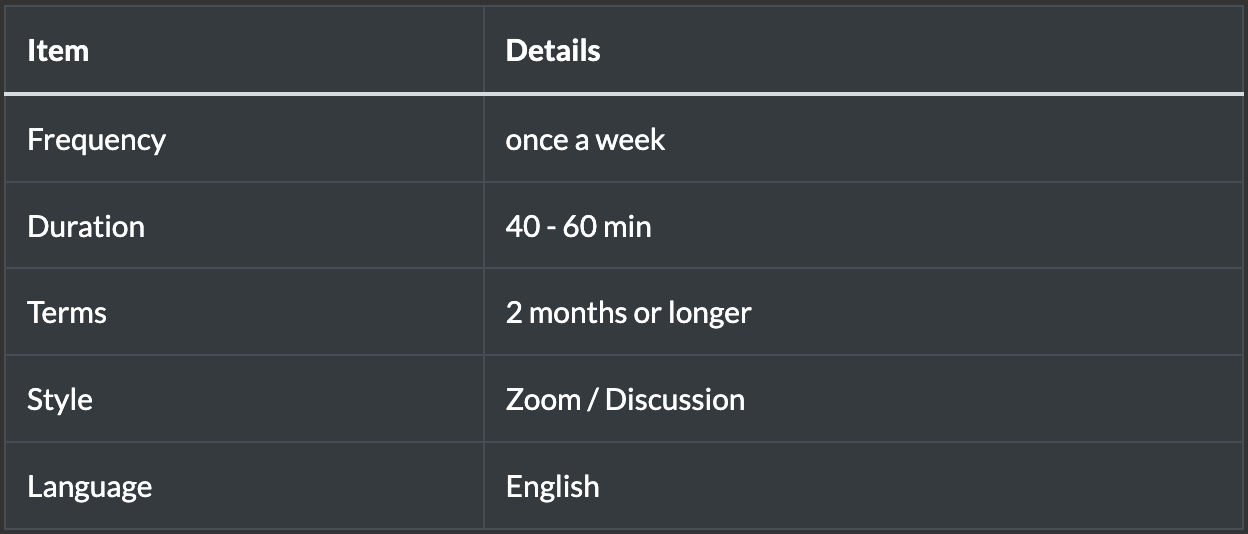 Item Details
Frequency once a week
Duration 40 - 60 min
Terms 2 months or longer
Style Zoom / Discussion
Language English